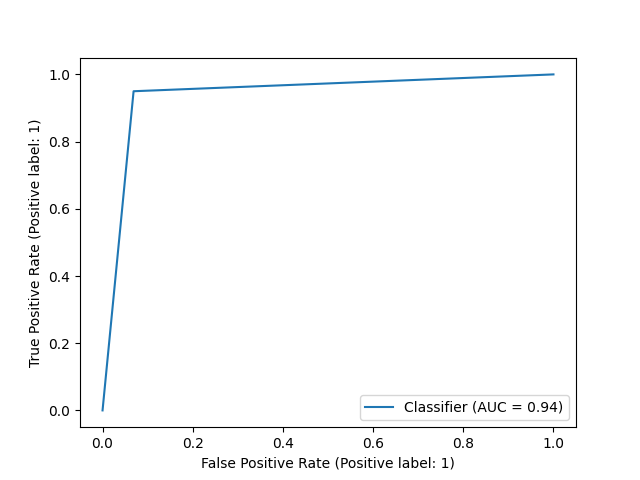 1.0
0.8
0.6
0.4
0.2
0.0
True Positive Rate (Positive label: 1)
Classifier (AUC = 0.94)
0.0 0.2 0.4 0.6 0.8 1.0
False Positive Rate (Positive label: 1)